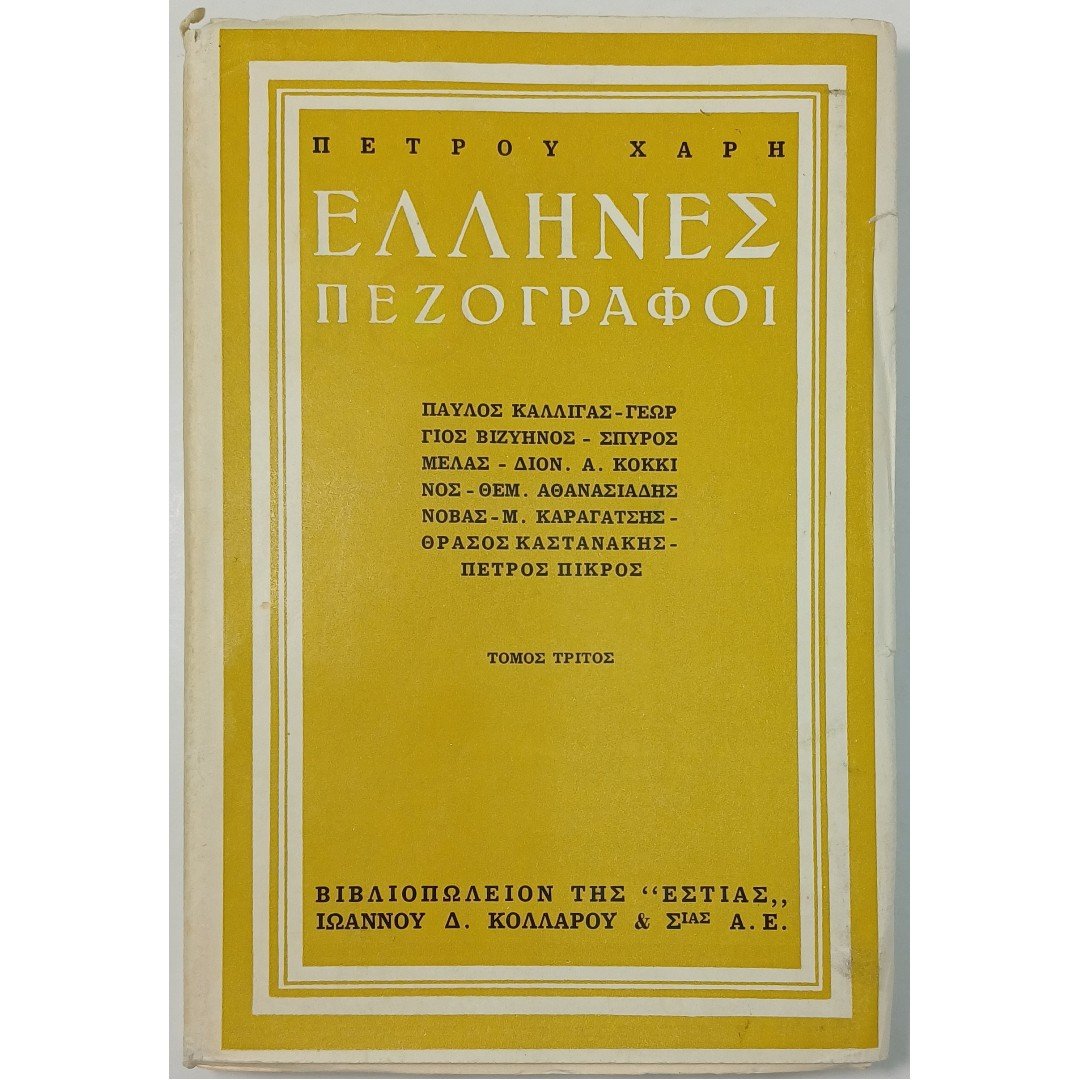 ΠΕΤΡΟΥ ΧΑΡΗ
ΕΛΛΗΝΕΣ
ΠΕΖΟΓΡΑΦΟΙ
ΠΑΥΛΟΣ ΚΑΛΛΙΓΑΣ-ΓΕΩΡ
ΓΙΟΣ ΒΙΖΥΗΝΟΣ - ΣΠΥΡΟΣ
ΜΕΛΑΣ - ΔΙΟΝ. Α. ΚΟΚΚΙ
ΝΟΣ-ΘΕΜ. ΑΘΑΝΑΣΙΑΔΗΣ
ΝΟΒΑΣ-Μ. ΚΑΡΑΓΑΤΣΗΣ-
ΘΡΑΣΟΣ ΚΑΣΤΑΝΑΚΗΣ-
ΠΕΤΡΟΣ ΠΙΚΡΟΣ
ΤΟΜΟΣ ΤΡΙΤΟΣ
ΒΙΒΛΙΟΠΩΛΕΙΟΝ ΤΗΣ “ΕΣΤΙΑΣ,,
ΙΩΑΝΝΟΥ Δ. ΚΟΛΛΑΡΟΥ & ΣΙΑΣ Α.Ε.